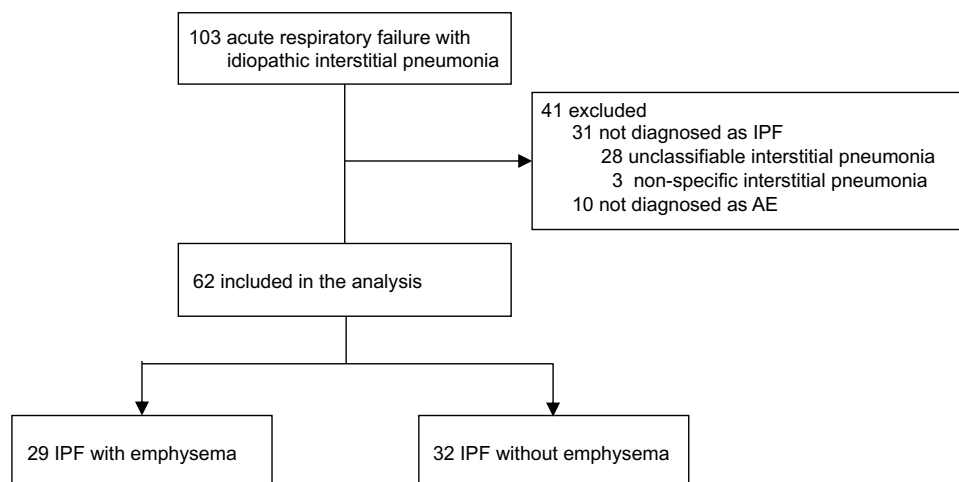 103 acute respiratory failure with
idiopathic interstitial pneumonia
41 excluded
31 not diagnosed as IPF
28 unclassifiable interstitial pneumonia
3 non-specific interstitial pneumonia
10 not diagnosed as AE
62 included in the analysis
29 IPF with emphysema
32 IPF without emphysema